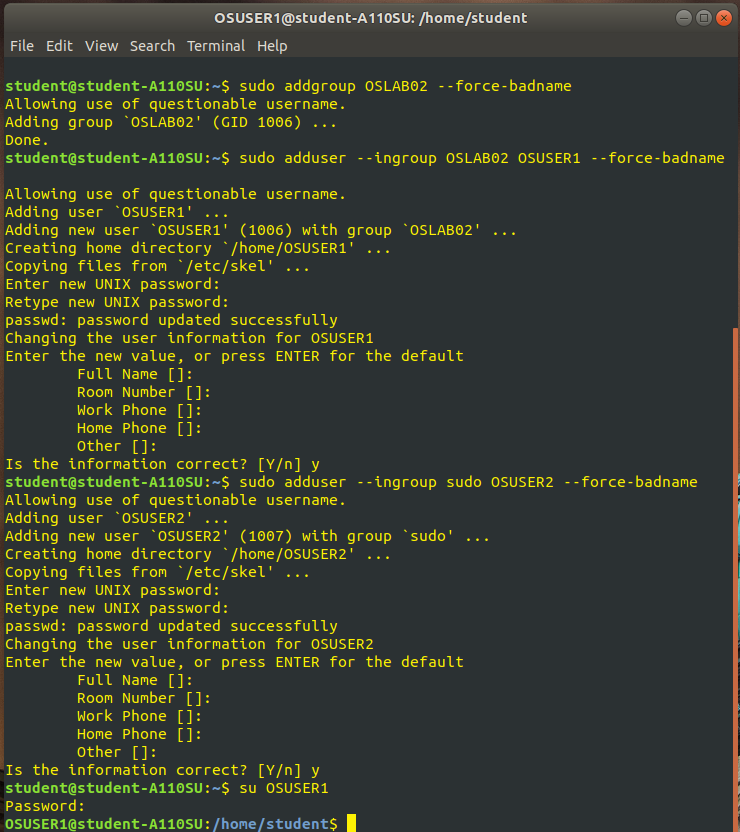 OSUSER1@student-A110SU: /home/student
File Edit View Search Terminal Help
student@student-A110SU:~$ sudo addgroup OSLAB02 --force-badname
Allowing use of questionable username.
Adding group `OSLAB02' (GID 1006) ...
Done.
student@student-A110SU:~$ sudo adduser --ingroup OSLAB02 OSUSER1 --force-badname
Allowing use of questionable username.
Adding user `OSUSER1' ...
Adding new user `OSUSER1' (1006) with group `OSLAB02' ...
Creating home directory `/home/OSUSER1' ...
Copying files from `/etc/skel' ...
Enter new UNIX password:
Retype new UNIX password:
passwd: password updated successfully
Changing the user information for OSUSER1
Enter the new value, or press ENTER for the default
Full Name []:
Room Number []:
Work Phone []:
Home Phone []:
Other []:
Is the information correct? [Y/n] y
student@student-A110SU:~$ sudo adduser --ingroup sudo OSUSER2 --force-badname
Allowing use of questionable username.
Adding user `OSUSER2' ...
Adding new user `OSUSER2' (1007) with group `sudo' ...
Creating home directory `/home/OSUSER2' ...
Copying files from `/etc/skel' ...
Enter new UNIX password:
Retype new UNIX password:
passwd: password updated successfully
Changing the user information for OSUSER2
Enter the new value, or press ENTER for the default
Full Name []:
Room Number []:
Work Phone []:
Home Phone []:
Other []:
Is the information correct? [Y/n] y
student@student-A110SU:~$ su OSUSER1
Password:
OSUSER1@student-A110SU:/home/student$